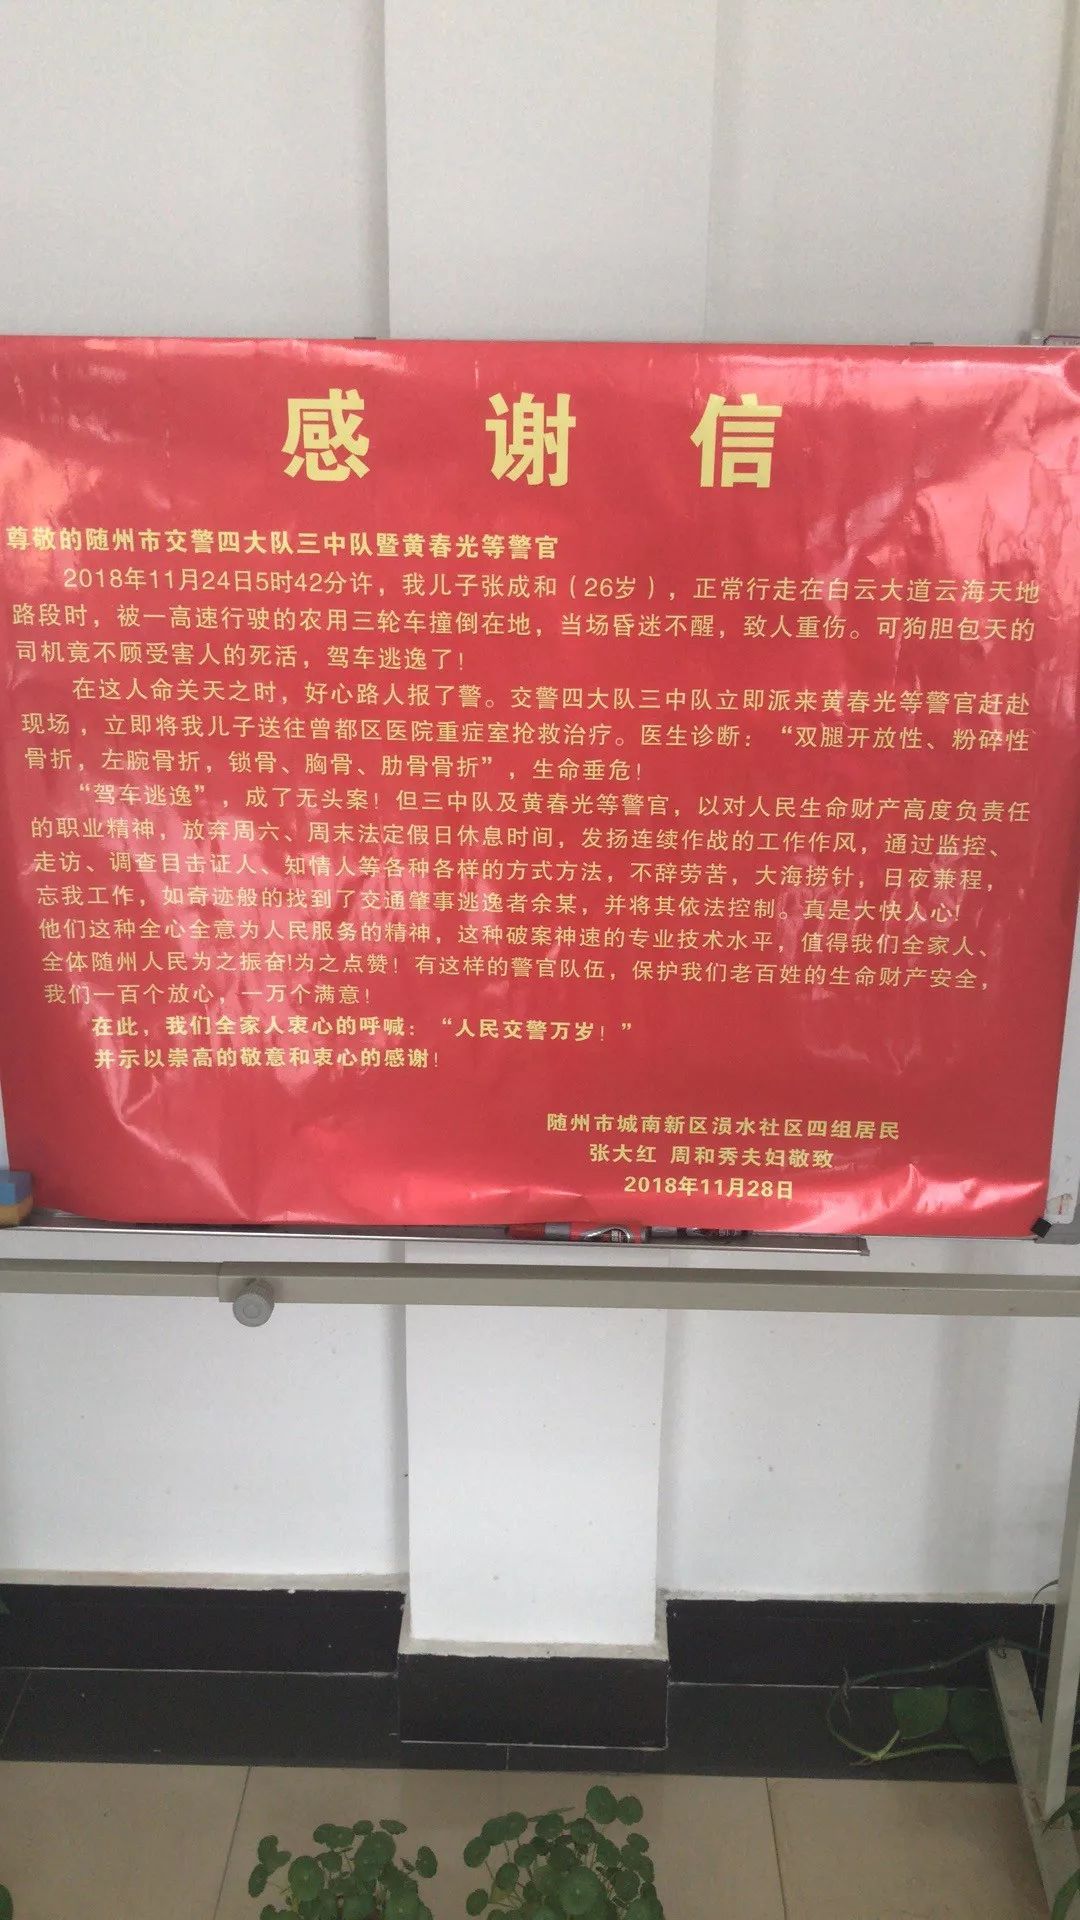 感谢信
尊敬的随州市交警四大队三中队暨黄春光等警官
2018年11月24日5时42分许，我儿子张成和（26岁），正常行走在白云大道云海天地
路段时，被一高速行驶的农用三轮车撞倒在地，当场昏迷不醒，致人重伤。可狗胆包天的
司机竟不顾受害人的死活，驾车逃逸了！
在这人命关天之时，好心路人报了警。交警四大队三中队立即派来黄春光等警官赶赴
现场，立即将我儿子送往曾都区医院重症室抢救治疗。医生诊断：“双腿开放性、粉碎性
骨折，左腕骨折，锁骨、胸骨、肋骨骨折”，生命垂危！
“驾车逃逸”，成了无头案！但三中队及黄春光等警官，以对人民生命财产高度负责任
的职业精神，放弃周六、周末法定假日休息时间，发扬连续作战的工作作风，通过监控、
走访、调查目击证人、知情人等各种各样的方式方法，不辞劳苦，大海捞针，日夜兼程，
忘我工作，如奇迹般的找到了交通肇事逃逸者余某，并将其依法控制。真是大快人心！
他们这种全心全意为人民服务的精神，这种破案神速的专业技术水平，值得我们全家人、
全体随州人民为之振奋！为之点赞！有这样的警官队伍，保护我们老百姓的生命财产安全，
我们一百个放心，一万个满意！
在此，我们全家人衷心的呼喊：“人民交警万岁！”
并示以崇高的敬意和衷心的感谢！
随州市城南新区涢水社区四组居民
张大红 周和秀夫妇敬致
2018年11月28日